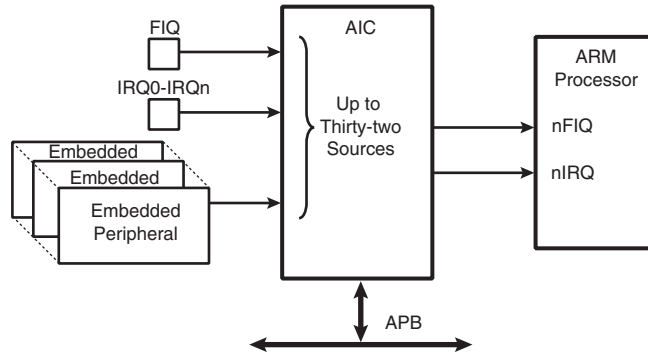 FIQ
IRQ0-IRQn
Embedded
Embedded
Embedded
Peripheral
AIC
Up to
Thirty-two
Sources
ARM
Processor
nFIQ
nIRQ
APB